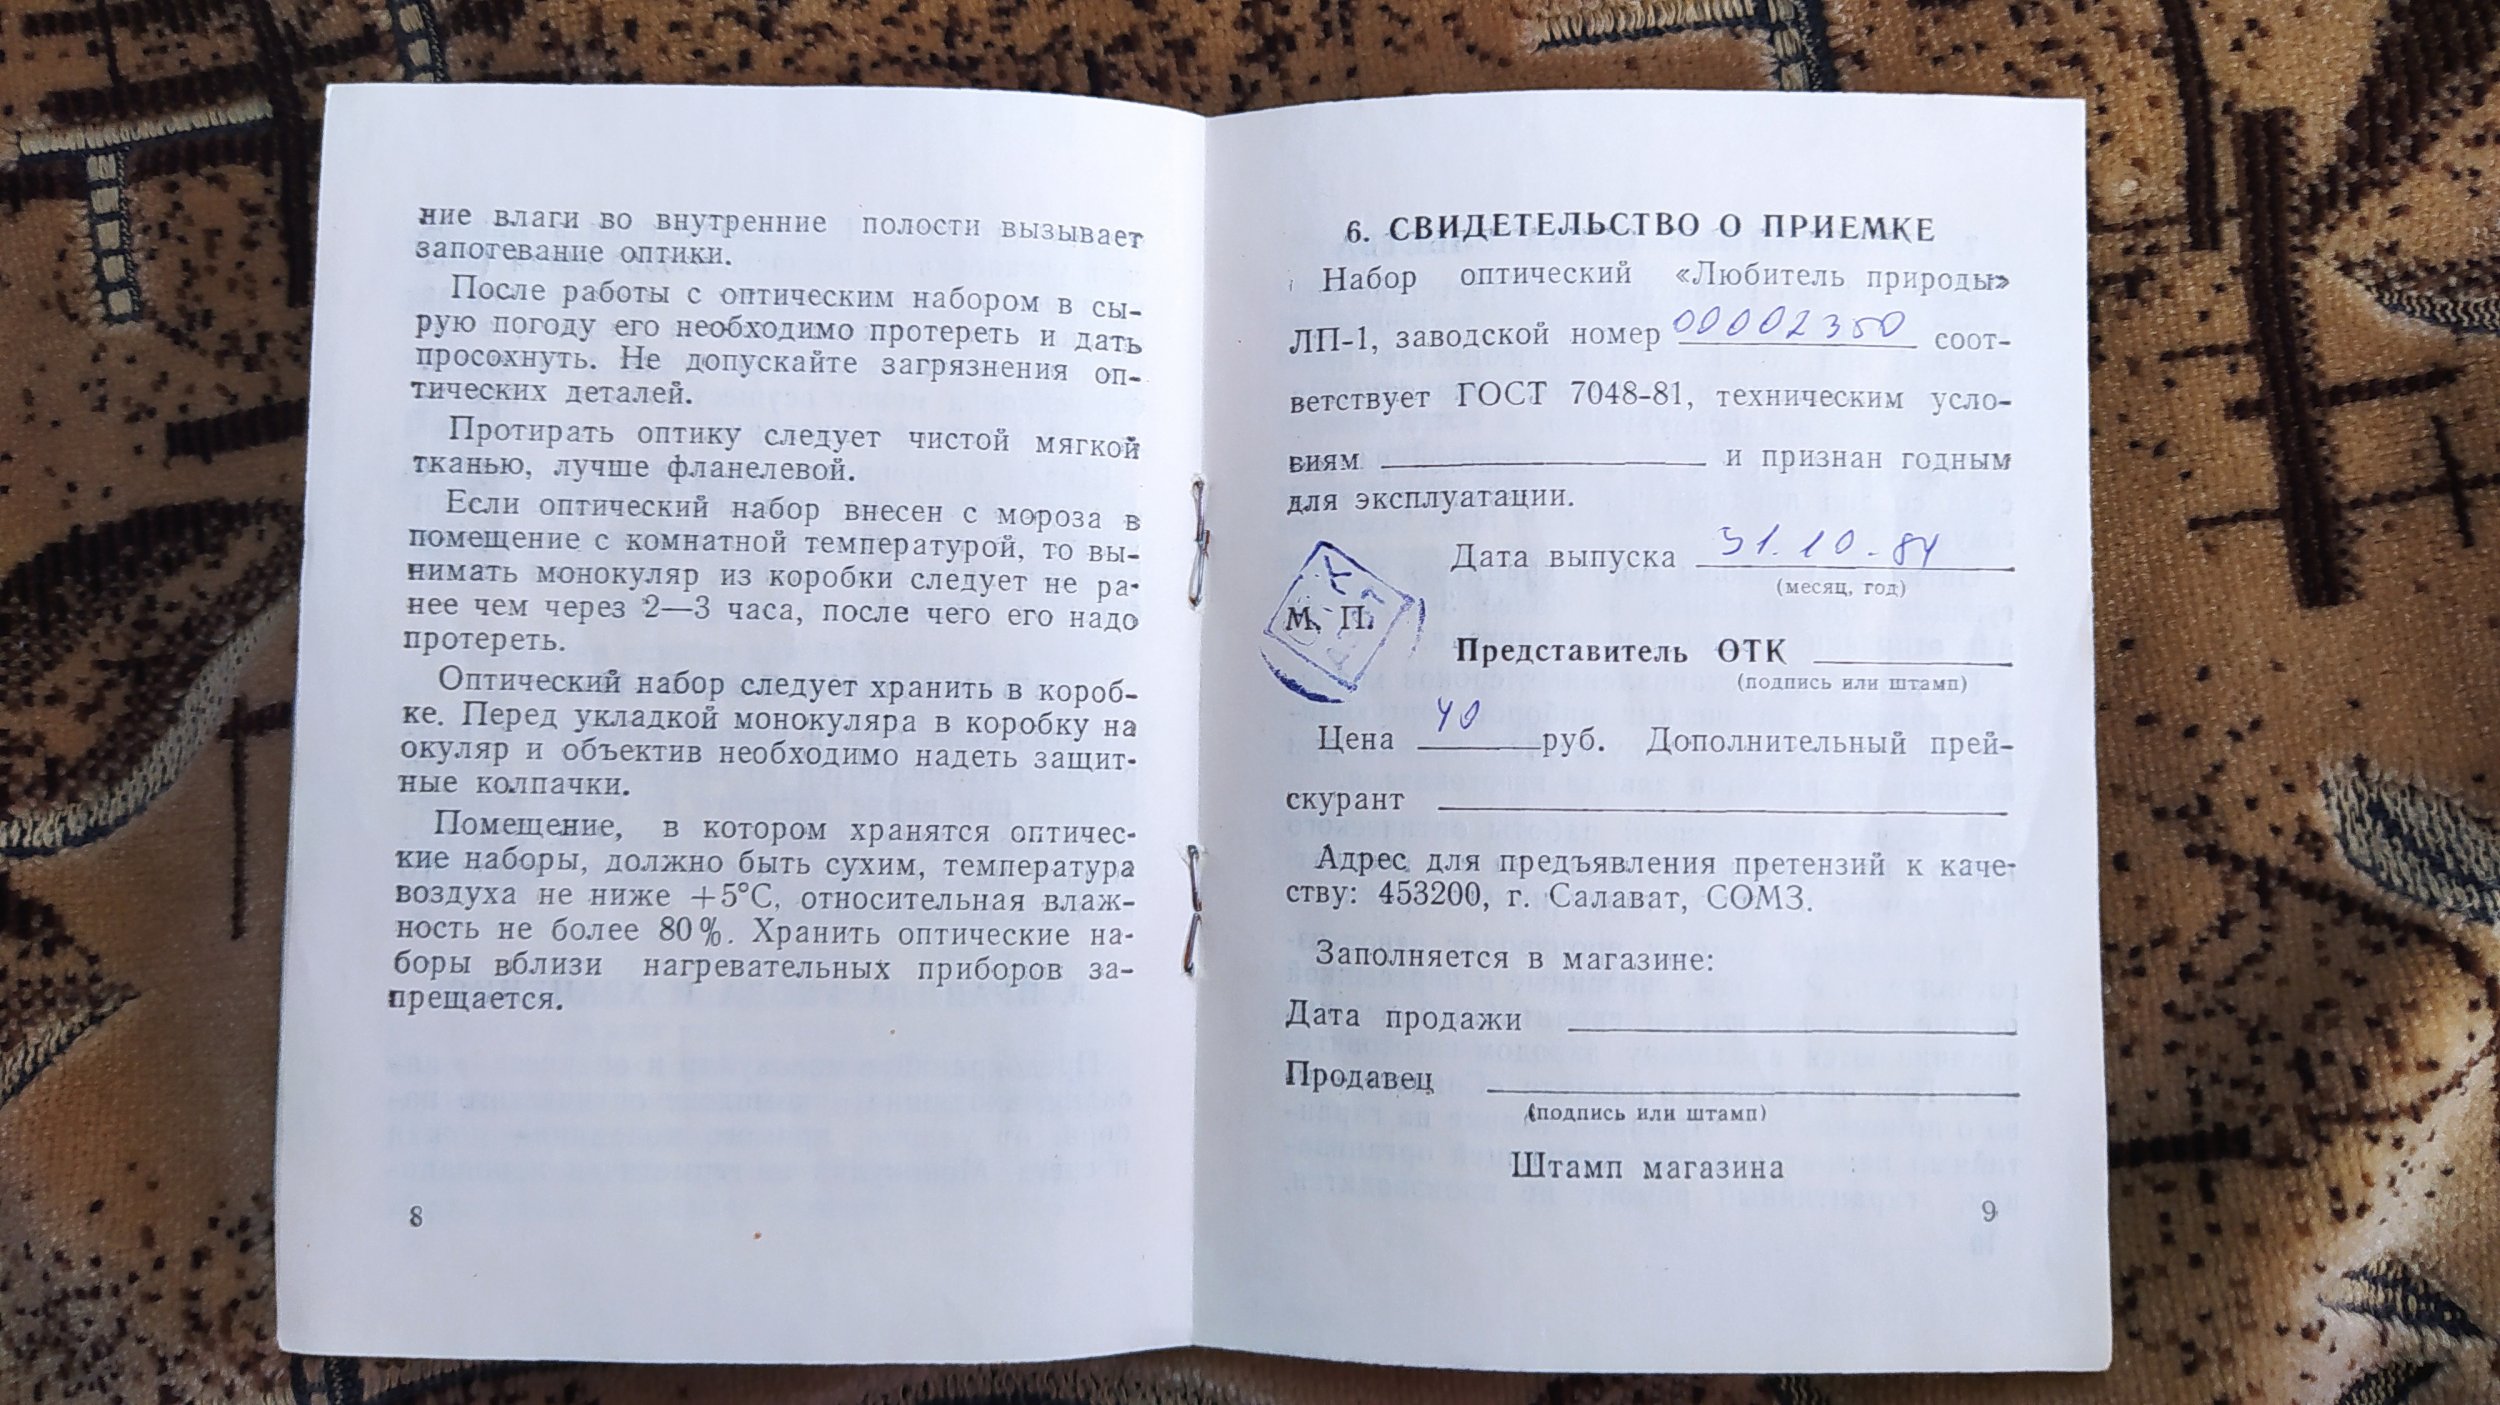 ние влаги во внутренние полости вызывает
запотевание оптики.
После работы с оптическим набором в сы-
рую погоду его необходимо протереть и дать
просохнуть. Не допускайте загрязнения оп-
тических деталей.
Протирать оптику следует чистой мягкой
тканью, лучше фланелевой.
Если оптический набор внесен с мороза в
помещение с комнатной температурой, то вы-
нимать монокуляр из коробки следует не ра-
нее чем через 2—3 часа, после чего его надо
протереть.
Оптический набор следует хранить в короб-
ке. Перед укладкой монокуляра в коробку на
окуляр и объектив необходимо надеть защит-
ные колпачки.
Помещение, в котором хранятся оптичес-
кие наборы, должно быть сухим, температура
воздуха не ниже +5°С, относительная влаж-
ность не более 80%. Хранить оптические на-
боры вблизи нагревательных приборов за-
прещается.
8
6. СВИДЕТЕЛЬСТВО О ПРИЕМКЕ
Набор оптический «Любитель природы»
ЛП-1, заводской номер 00002350 соот-
ветствует ГОСТ 7048-81, техническим усло-
виям и признан годным
для эксплуатации.
Дата выпуска 31.10.84
(месяц, год)
М. П.
Представитель ОТК
(подпись или штамп)
Цена 40 руб. Дополнительный прей-
скурант
Адрес для предъявления претензий к каче-
ству: 453200, г. Салават, СОМЗ.
Заполняется в магазине:
Дата продажи
Продавец
(подпись или штамп)
Штамп магазина
9